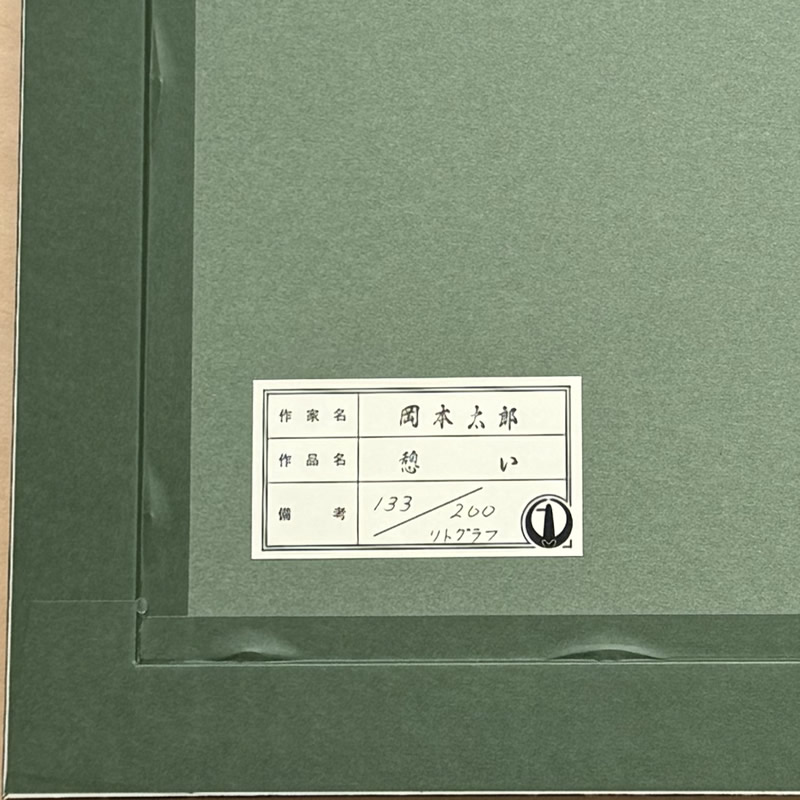 作家名 岡本太郎
作品名 憩い
備考 133/200
リトグラフ